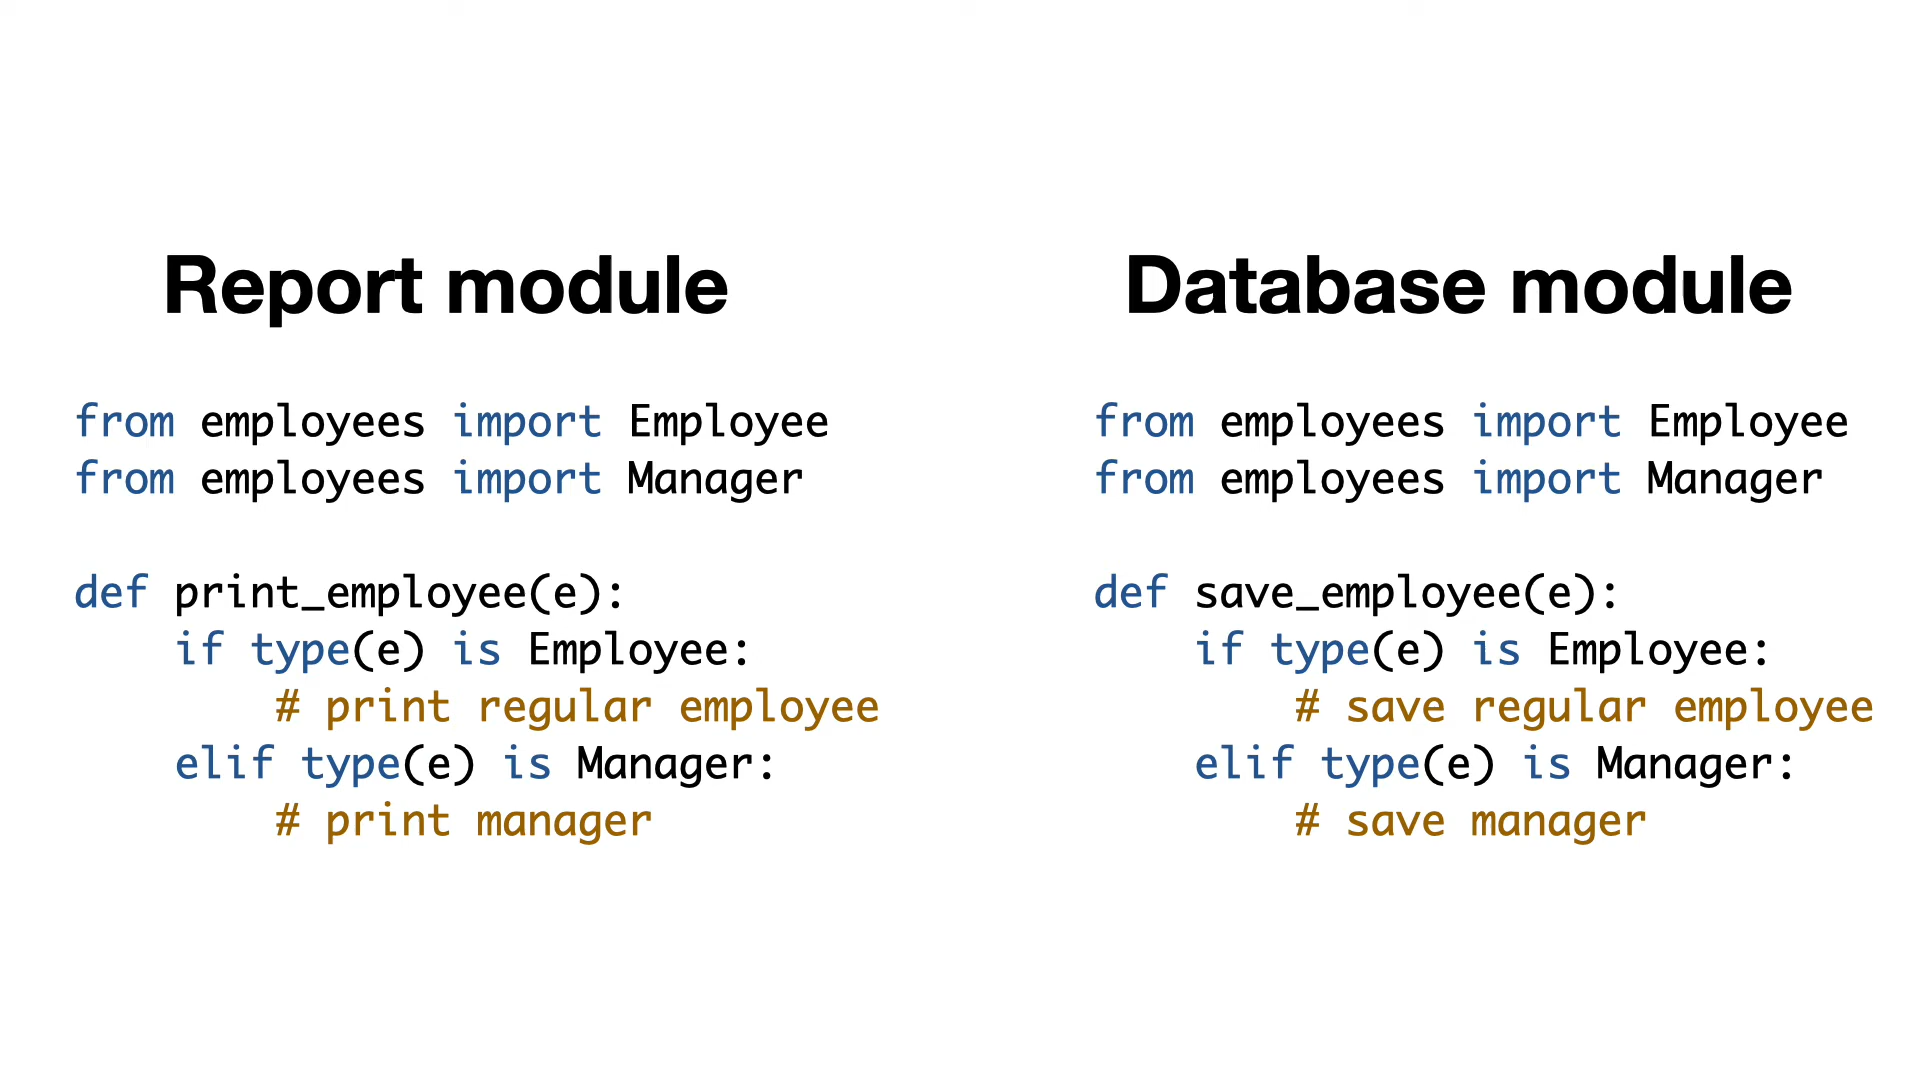 Report module
from employees import Employee
from employees import Manager
def print_employee(e):
    if type(e) is Employee:
        # print regular employee
    elif type(e) is Manager:
        # print manager
Database module
from employees import Employee
from employees import Manager
def save_employee(e):
    if type(e) is Employee:
        # save regular employee
    elif type(e) is Manager:
        # save manager